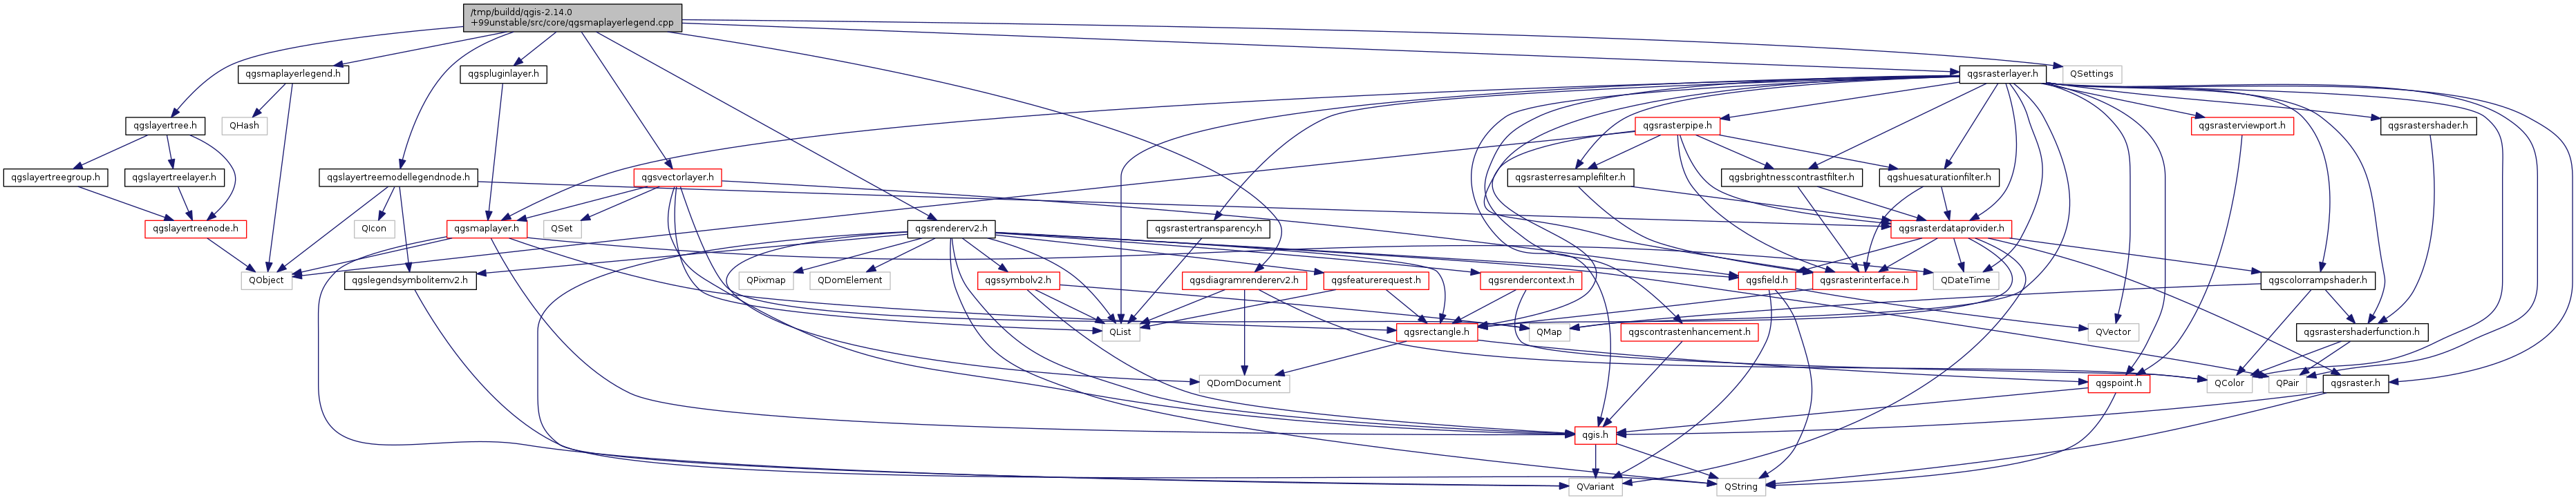 /tmp/buildd/qgis-2.14.0
+99unstable/src/core/qgsmaplayerlegend.cpp
qgsmaplayerlegend.h
qgspluginlayer.h
qgsrasterlayer.h
QSettings
qgslayertree.h
QHash
qgsrasterpipe.h
qgsrasterviewport.h
qgsrastershader.h
qgslayertreegroup.h
qgslayertreelayer.h
qgslayertreemodellegendnode.h
qgsvectorlayer.h
qgsrasterresamplefilter.h
qgsbrightnesscontrastfilter.h
qgshuesaturationfilter.h
qgslayertreenode.h
QIcon
qgsmaplayer.h
QSet
qgsrendererv2.h
qgsrastertransparency.h
qgsrasterdataprovider.h
QObject
qgslegendsymbolitemv2.h
QPixmap
QDomElement
qgssymbolv2.h
qgsdiagramrendererv2.h
qgsfeaturerequest.h
qgsrendercontext.h
qgsfield.h
qgsrasterinterface.h
QDateTime
qgscolorrampshader.h
QList
qgsrectangle.h
QMap
qgscontrastenhancement.h
QVector
qgsrastershaderfunction.h
QDomDocument
qgspoint.h
QColor
QPair
qgsraster.h
qgis.h
QVariant
QString